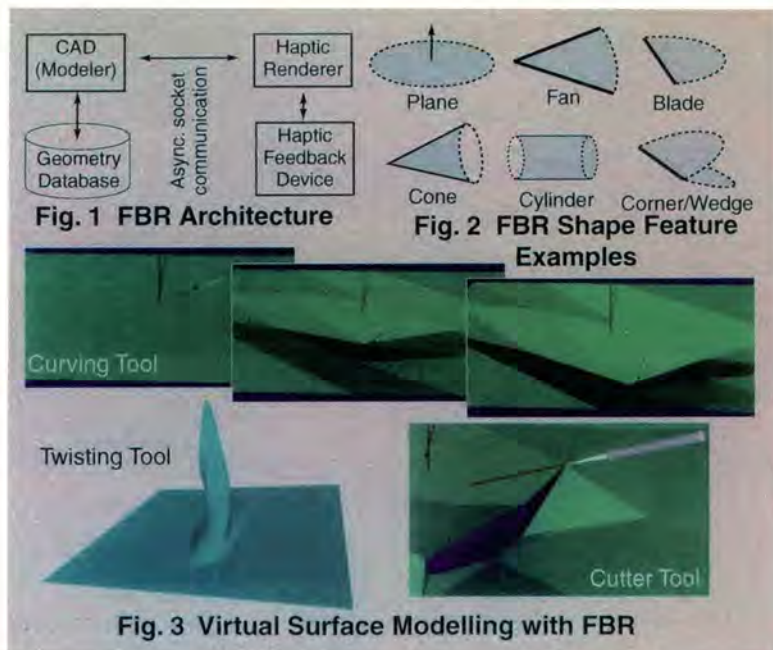 CAD
(Modeler)
Async. socket
communication
Haptic
Renderer
Geometry
Database
Haptic
Feedback
Device
Fig. 1 FBR Architecture
Plane
Fan
Blade
Cone
Cylinder
Corner/Wedge
Fig. 2 FBR Shape Feature
Examples
Curving Tool
Twisting Tool
Cutter Tool
Fig. 3 Virtual Surface Modelling with FBR